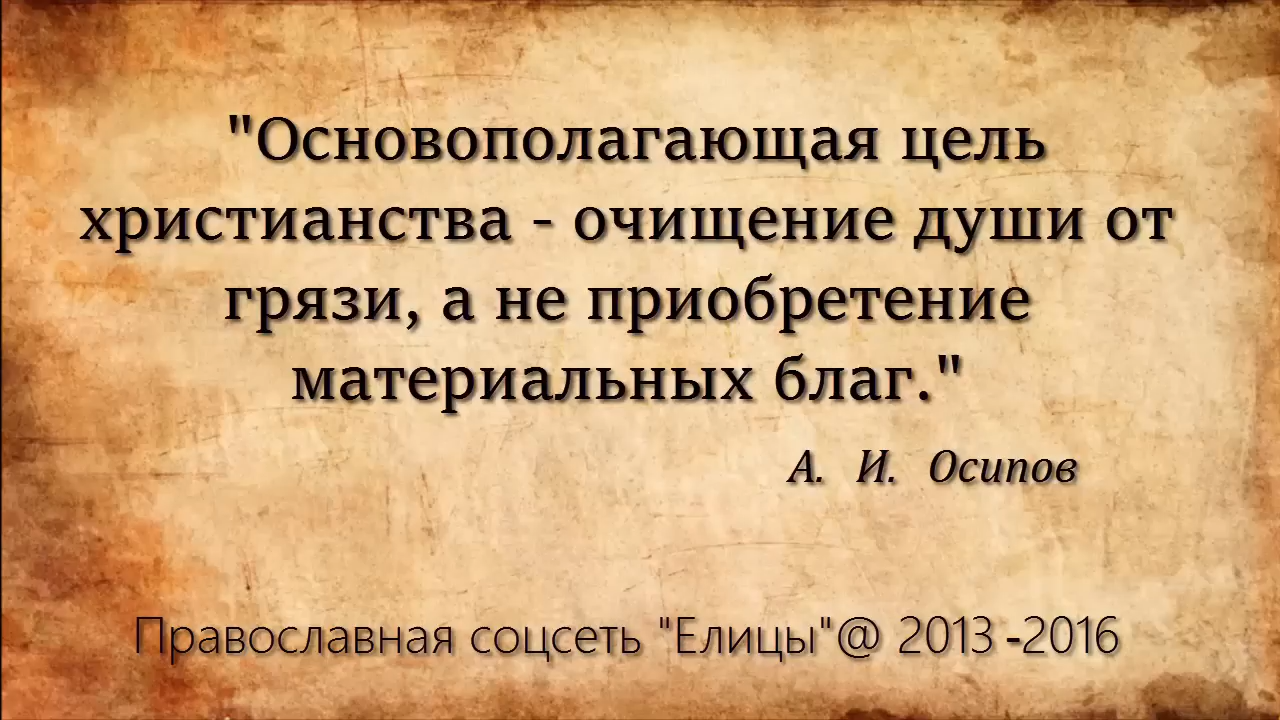 "Основополагающая цель
христианства - очищение души от
грязи, а не приобретение
материальных благ."
А. И. Осипов
Православная соцсеть "Елицы"@ 2013 -2016